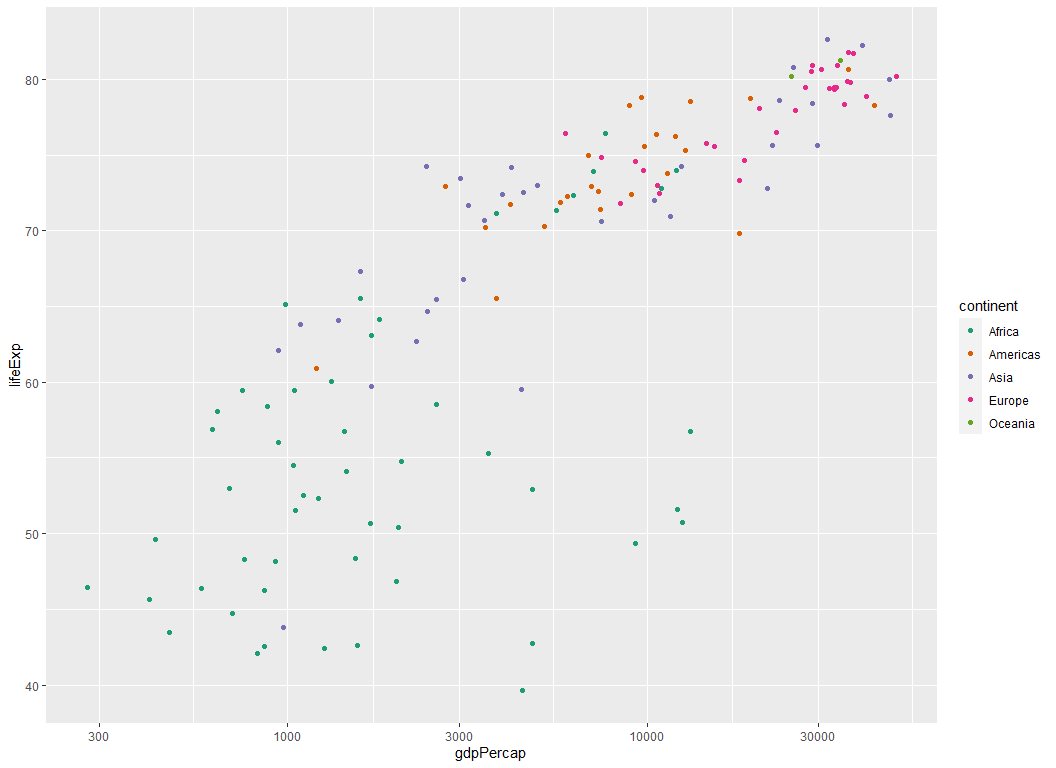 80
70
60
50
40
lifeExp
300 1000 3000 10000 30000
gdpPercap
continent
Africa
Americas
Asia
Europe
Oceania